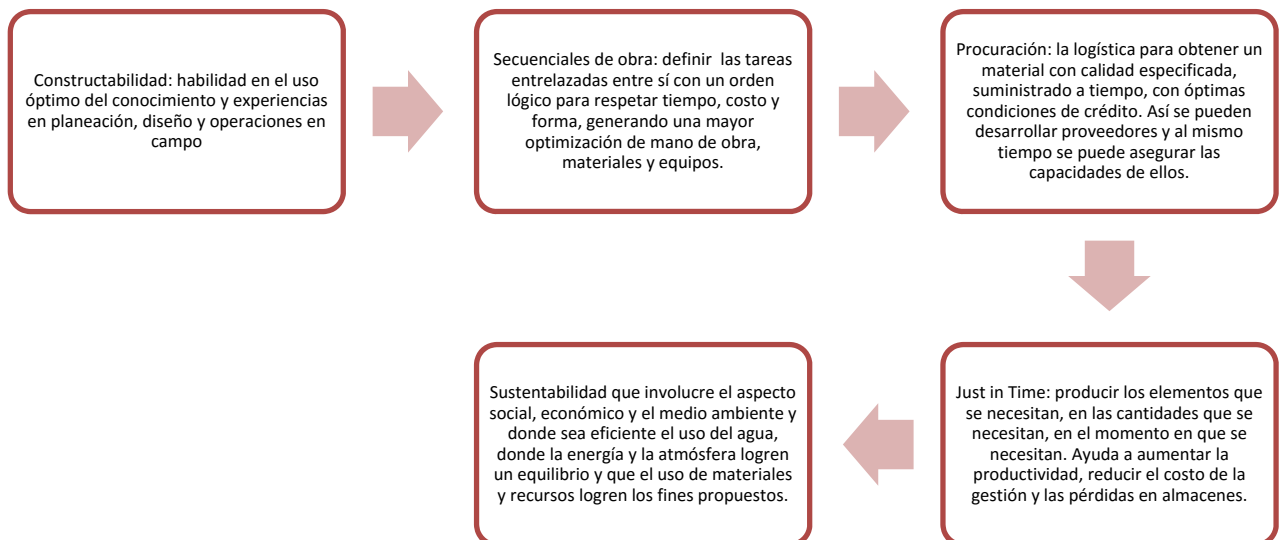 Constructabilidad: habilidad en el uso
óptimo del conocimiento y experiencias
en planeación, diseño y operaciones en
campo
Secuenciales de obra: definir las tareas
entrelazadas entre sí con un orden
lógico para respetar tiempo, costo y
forma, generando una mayor
optimización de mano de obra,
materiales y equipos.
Procuración: la logística para obtener un
material con calidad especificada,
suministrado a tiempo, con óptimas
condiciones de crédito. Así se pueden
desarrollar proveedores y al mismo
tiempo se puede asegurar las
capacidades de ellos.
Just in Time: producir los elementos que
se necesitan, en las cantidades que se
necesitan, en el momento en que se
necesitan. Ayuda a aumentar la
productividad, reducir el costo de la
gestión y las pérdidas en almacenes.
Sustentabilidad que involucre el aspecto
social, económico y el medio ambiente y
donde sea eficiente el uso del agua,
donde la energía y la atmósfera logren
un equilibrio y que el uso de materiales
y recursos logren los fines propuestos.